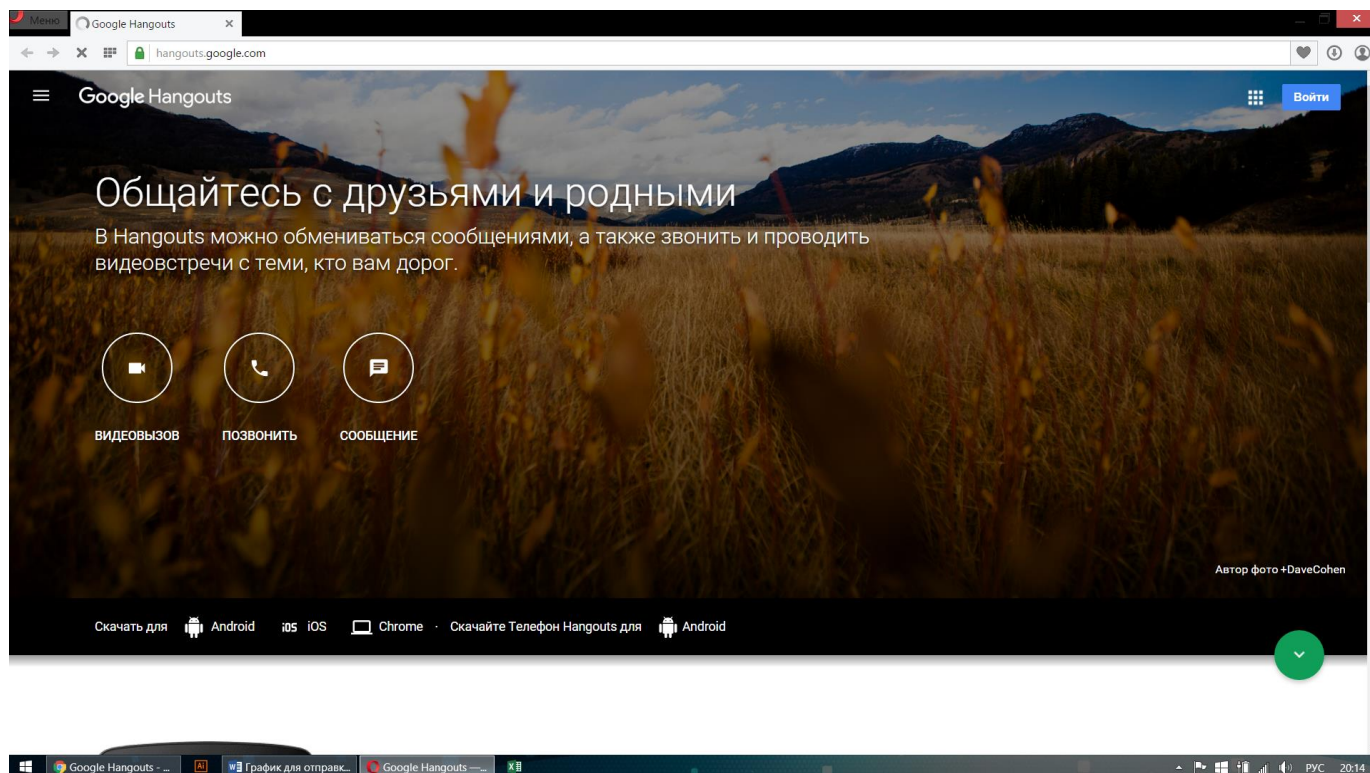 Меню
Google Hangouts
hangouts.google.com
Google Hangouts
Войти
Общайтесь с друзьями и родными
В Hangouts можно обмениваться сообщениями, а также звонить и проводить
видеовстречи с теми, кто вам дорог.
ВИДЕОВЫЗОВ ПОЗВОНИТЬ СООБЩЕНИЕ
Автор фото +DaveCohen
Скачать для Android iOS iOS Chrome · Скачайте Телефон Hangouts для Android
Google Hangouts - ... Ai График для отправк... Google Hangouts —... РУС 20:14